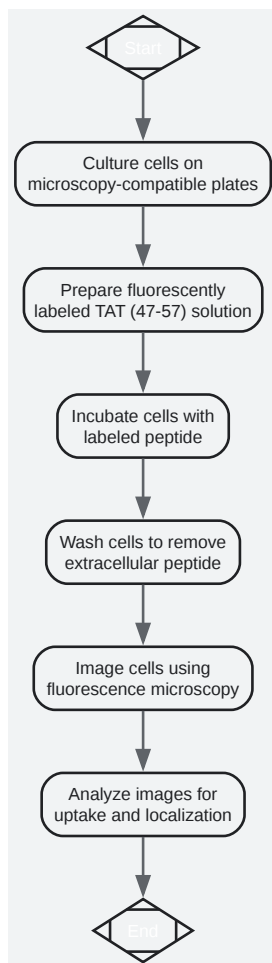 Start
Culture cells on
microscopy-compatible plates
Prepare fluorescently
labeled TAT (47-57) solution
Incubate cells with
labeled peptide
Wash cells to remove
extracellular peptide
Image cells using
fluorescence microscopy
Analyze images for
uptake and localization
End